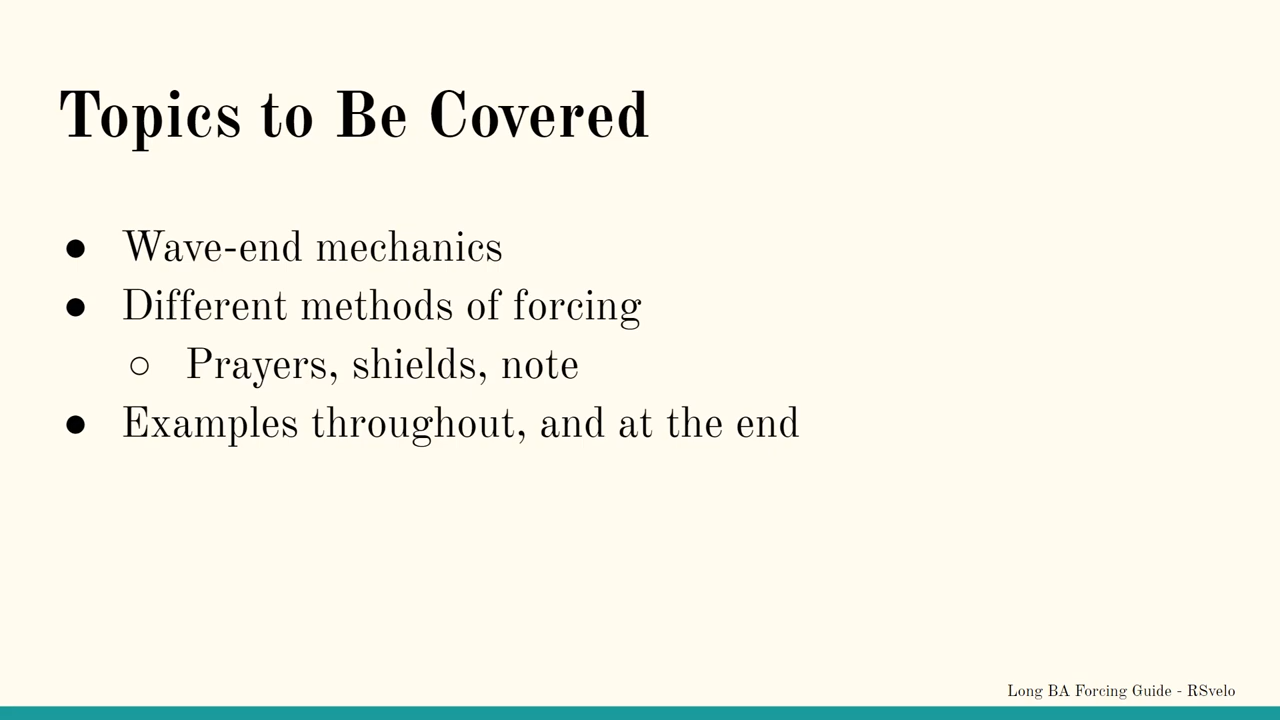 Topics to Be Covered
● Wave-end mechanics
● Different methods of forcing
○ Prayers, shields, note
● Examples throughout, and at the end
Long BA Forcing Guide - RSvelo